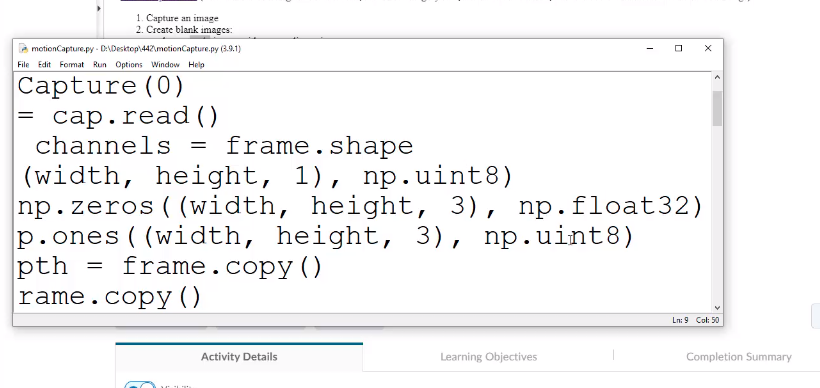 1. Capture an image
2. Create blank images:
motionCapture.py - D:\Desktop\442\motionCapture.py (3.9.1)
File Edit Format Run Options Window Help
Capture(0)
= cap.read()
channels = frame.shape
(width, height, 1), np.uint8)
np.zeros((width, height, 3), np.float32)
p.ones((width, height, 3), np.uint8)
pth = frame.copy()
rame.copy()
Ln: 9 Col: 50
Activity Details
Learning Objectives
Completion Summary